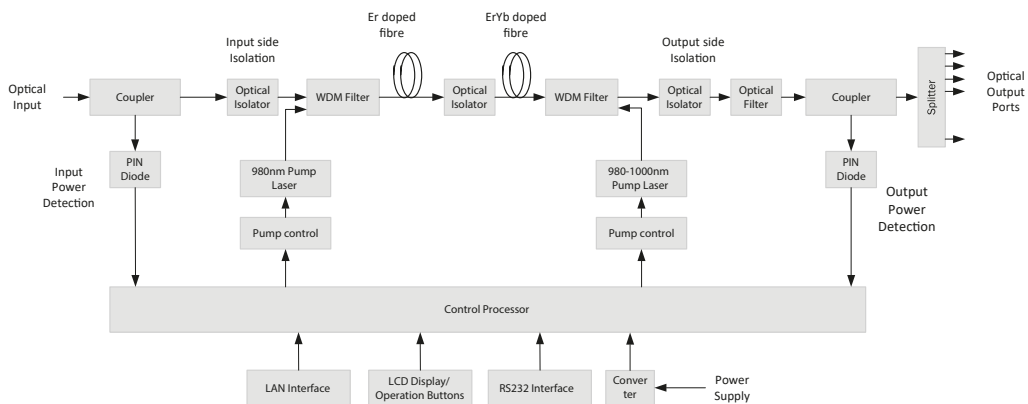 Er doped
fibre
ErYb doped
fibre
Input side
Isolation
Output side
Isolation
Optical
Input
Coupler
Optical
Isolator
WDM Filter
Optical
Isolator
WDM Filter
Optical
Isolator
Optical
Filter
Coupler
Splitter
Optical
Output
Ports
PIN
Diode
Input
Power
Detection
980nm Pump
Laser
980-1000nm
Pump Laser
PIN
Diode
Output
Power
Detection
Pump control
Pump control
Control Processor
LAN Interface
LCD Display/
Operation Buttons
RS232 Interface
Conver
ter
Power
Supply